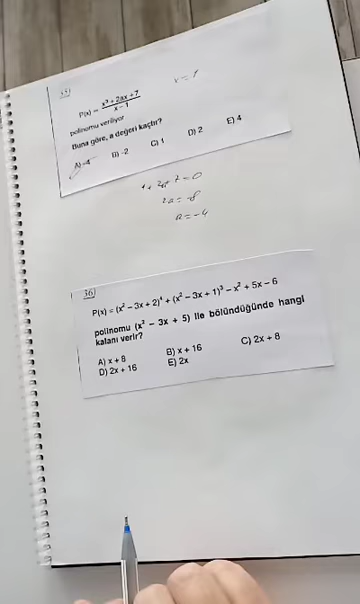 35)
x = 1
P(x) = (x³ + 2ax + 7) / (x − 1)
polinomu veriliyor
Buna göre, a değeri kaçtır?
A) -4 B) -2 C) 1 D) 2 E) 4
1 + 2a + 7 = 0
2a = -8
a = -4
36)
P(x) = (x² − 3x + 2)⁴ + (x² − 3x + 1)³ − x² + 5x − 6
polinomu (x² − 3x + 5) ile bölündüğünde hangi
kalanı verir?
A) x + 8 B) x + 16 C) 2x + 8
D) 2x + 16 E) 2x